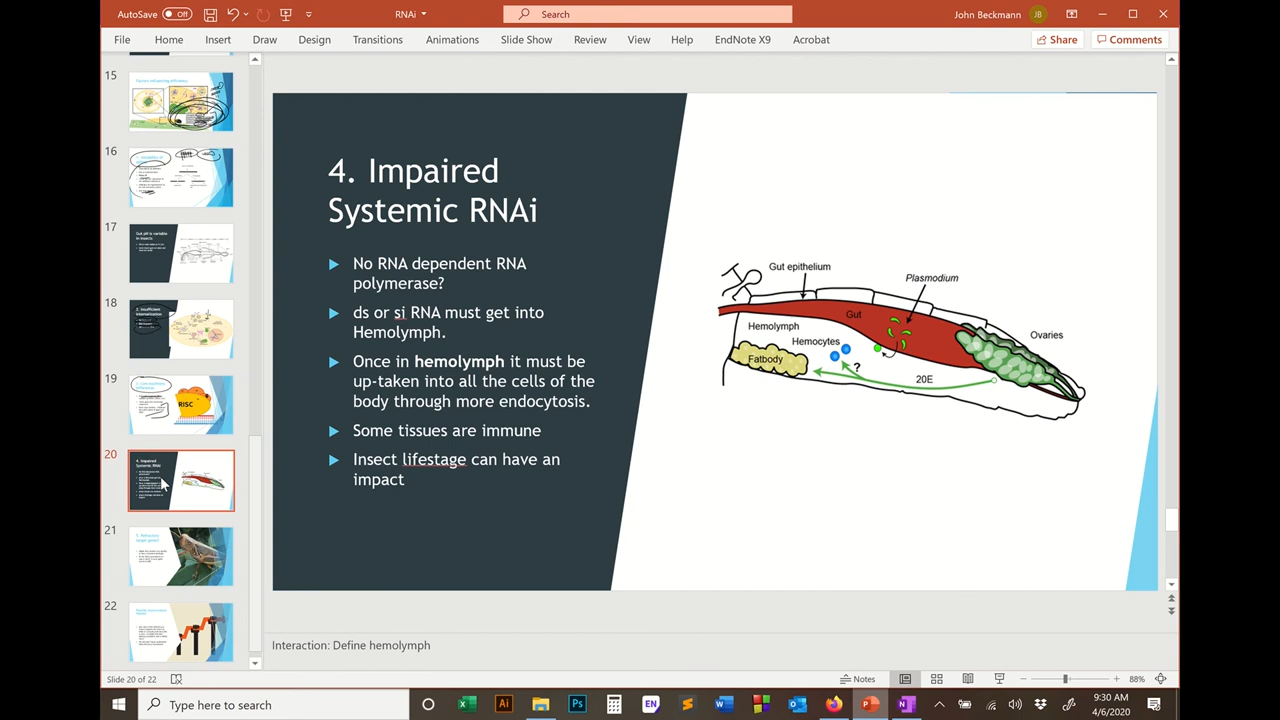 AutoSave Off RNAi Search John Beckmann JB
File Home Insert Draw Design Transitions Animations Slide Show Review View Help EndNote X9 Acrobat Share Comments
15
16
17
18
19
RISC
20
4. Impaired
Systemic RNAi
21
22
4. Impaired
Systemic RNAi
No RNA dependent RNA
polymerase?
ds or si RNA must get into
Hemolymph.
Once in hemolymph it must be
up-taken into all the cells of the
body through more endocytosis.
Some tissues are immune
Insect lifestage can have an
impact
Gut epithelium
Plasmodium
Gut
Hemolymph
Ovaries
Hemocytes
Fatbody
?
20E
Interaction: Define hemolymph
Slide 20 of 22 Notes 88%
Type here to search
9:30 AM
4/6/2020